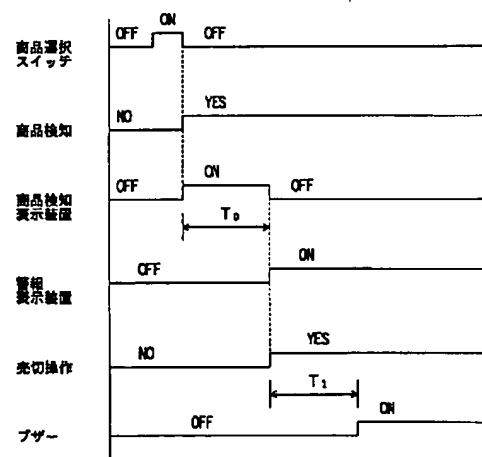 ON
OFF OFF
商品選択
スイッチ
NO YES
商品検知
ON
OFF OFF
商品検知
表示装置
T₀
ON
OFF
警報
表示装置
YES
NO
売切操作
T₁
ON
OFF
ブザー